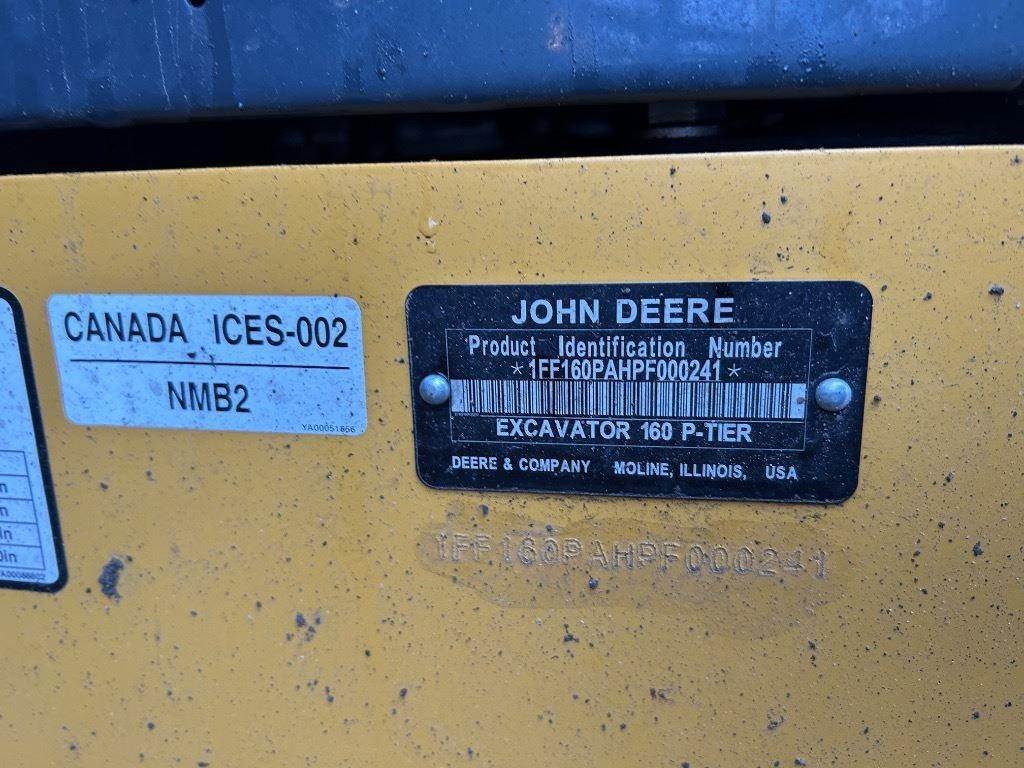 CANADA ICES-002
NMB2
YA00051856
JOHN DEERE
Product Identification Number
*1FF160PAHPF000241*
EXCAVATOR 160 P-TIER
DEERE & COMPANY MOLINE, ILLINOIS, USA
1FF160PAHPF000241
in